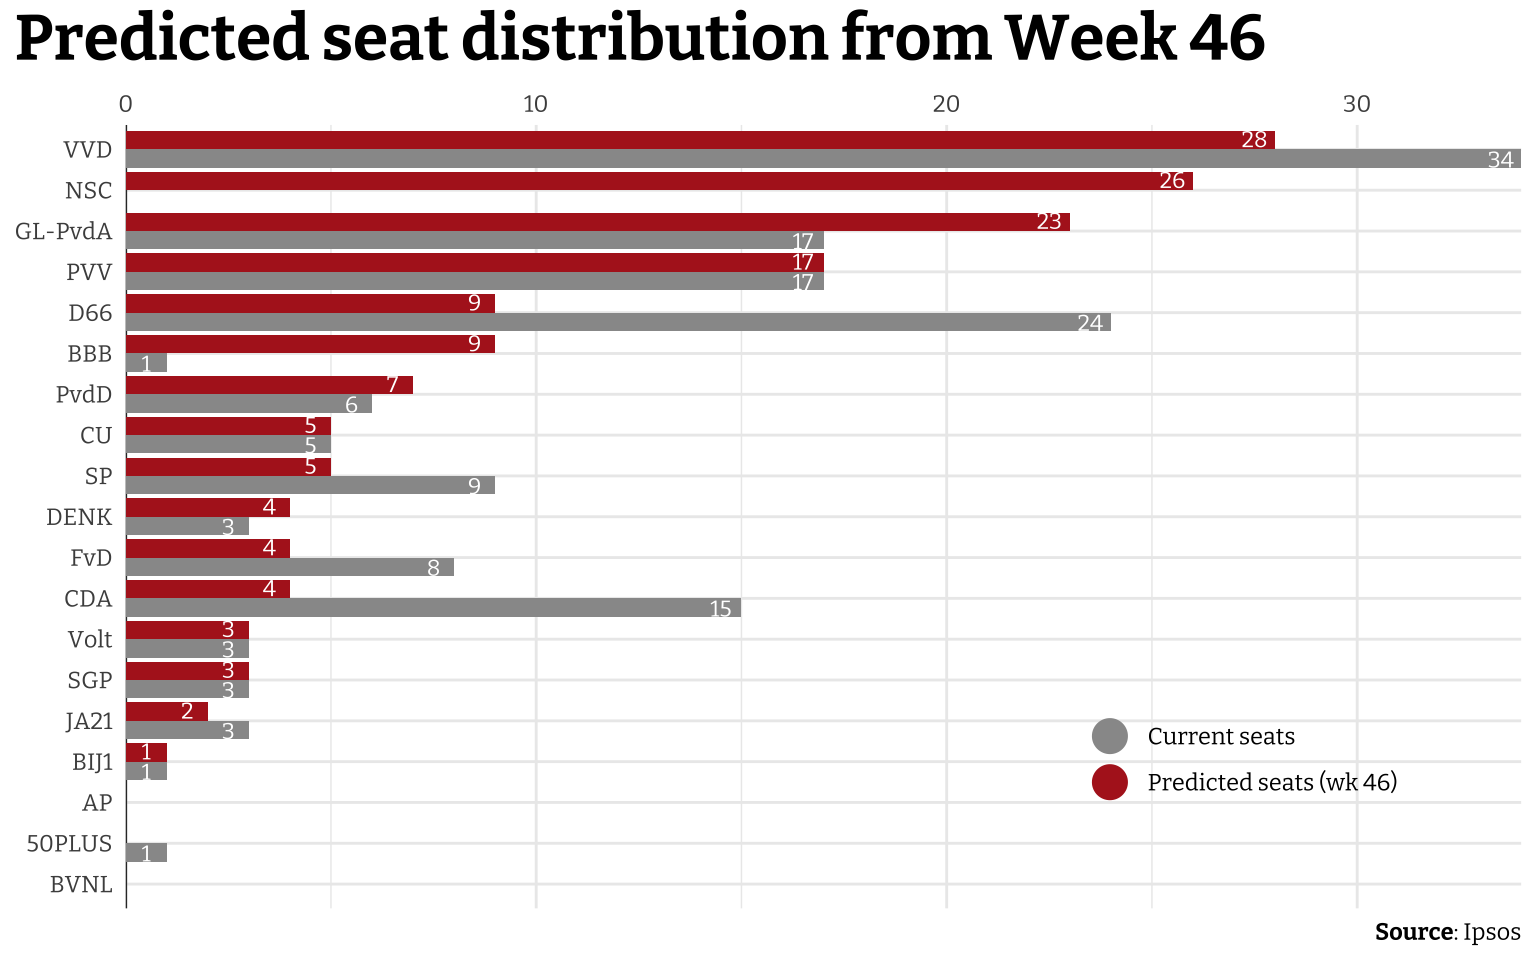 Predicted seat distribution from Week 46
0 10 20 30
VVD 28
34
NSC 26
GL-PvdA 23
17
PVV 17
17
D66 9
24
BBB 9
1
PvdD 7
6
CU 5
5
SP 5
9
DENK 4
3
FvD 4
8
CDA 4
15
Volt 3
3
SGP 3
3
JA21 2
3
Current seats
BIJ1 1
1
Predicted seats (wk 46)
AP
50PLUS 1
BVNL
Source: Ipsos